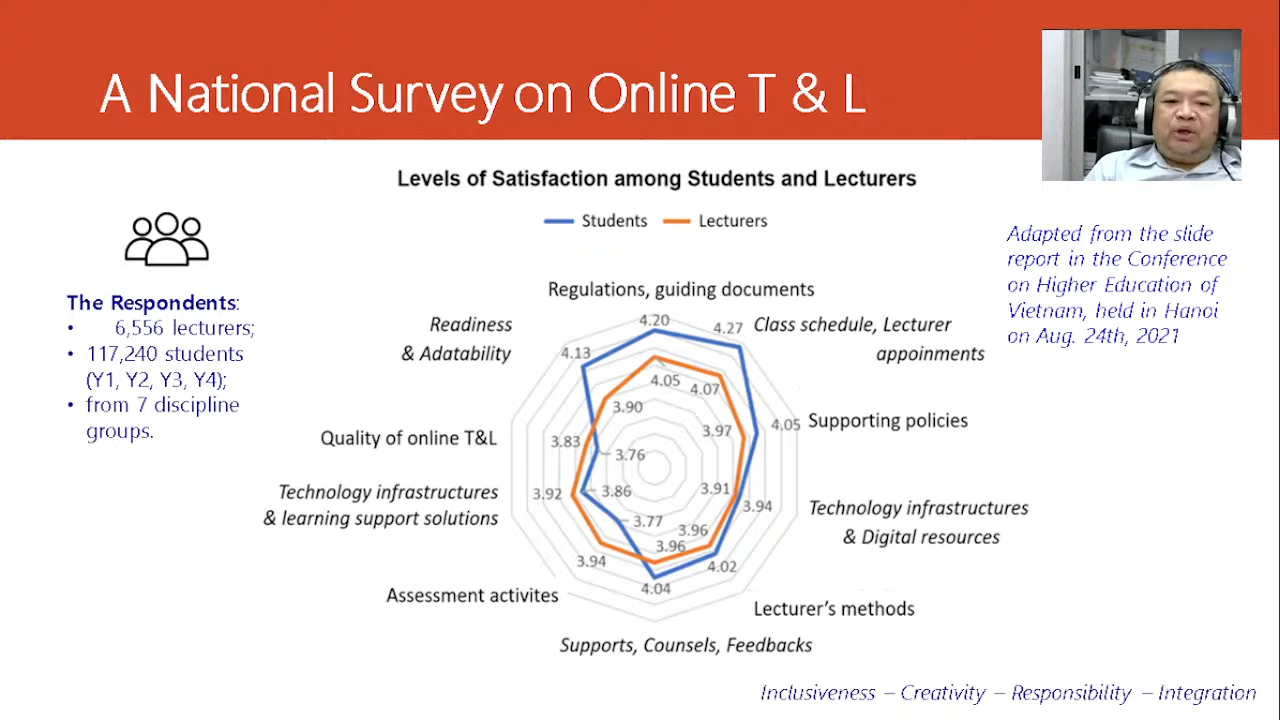 A National Survey on Online T & L
Levels of Satisfaction among Students and Lecturers
Students
Lecturers
The Respondents:
• 6,556 lecturers;
• 117,240 students
(Y1, Y2, Y3, Y4);
• from 7 discipline
groups.
Adapted from the slide
report in the Conference
on Higher Education of
Vietnam, held in Hanoi
on Aug. 24th, 2021
Regulations, guiding documents
Readiness
& Adatability
Class schedule, Lecturer
appoinments
4.20
4.27
4.13
4.05
4.07
3.90
Quality of online T&L
3.83
3.97
4.05
Supporting policies
3.76
Technology infrastructures
& learning support solutions
3.92
3.86
3.91
3.94
Technology infrastructures
& Digital resources
3.77
3.96
3.96
3.94
4.02
4.04
Assessment activites
Lecturer's methods
Supports, Counsels, Feedbacks
Inclusiveness – Creativity – Responsibility – Integration